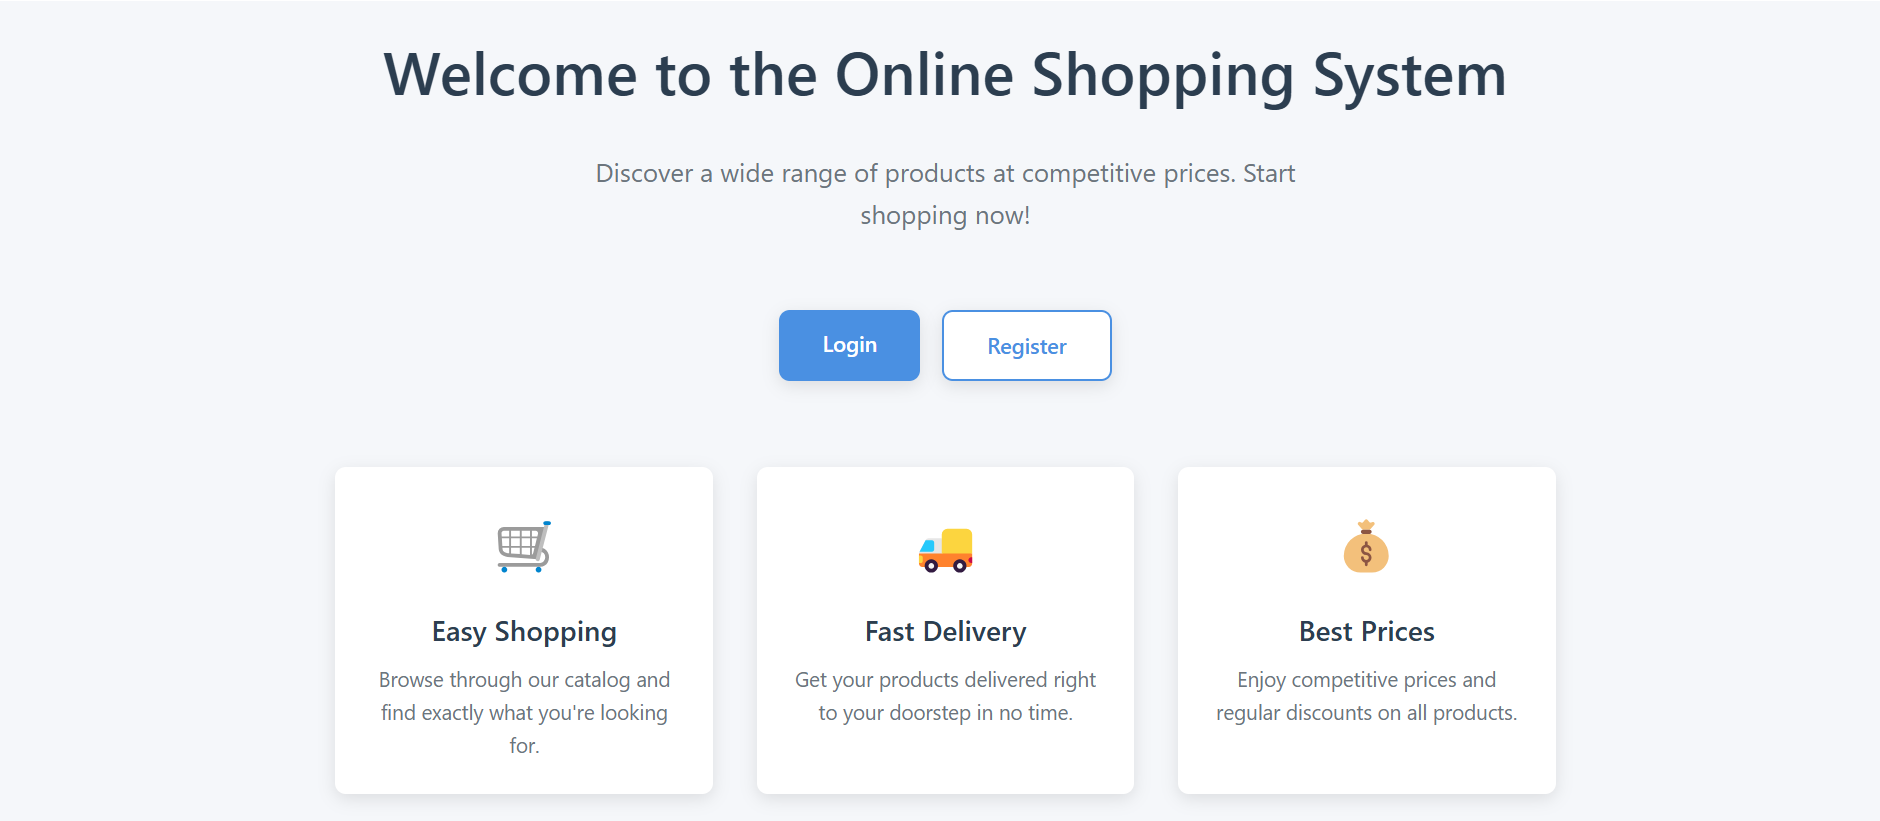 Welcome to the Online Shopping System
Discover a wide range of products at competitive prices. Start
shopping now!
Login
Register
Easy Shopping
Browse through our catalog and
find exactly what you're looking
for.
Fast Delivery
Get your products delivered right
to your doorstep in no time.
$
Best Prices
Enjoy competitive prices and
regular discounts on all products.